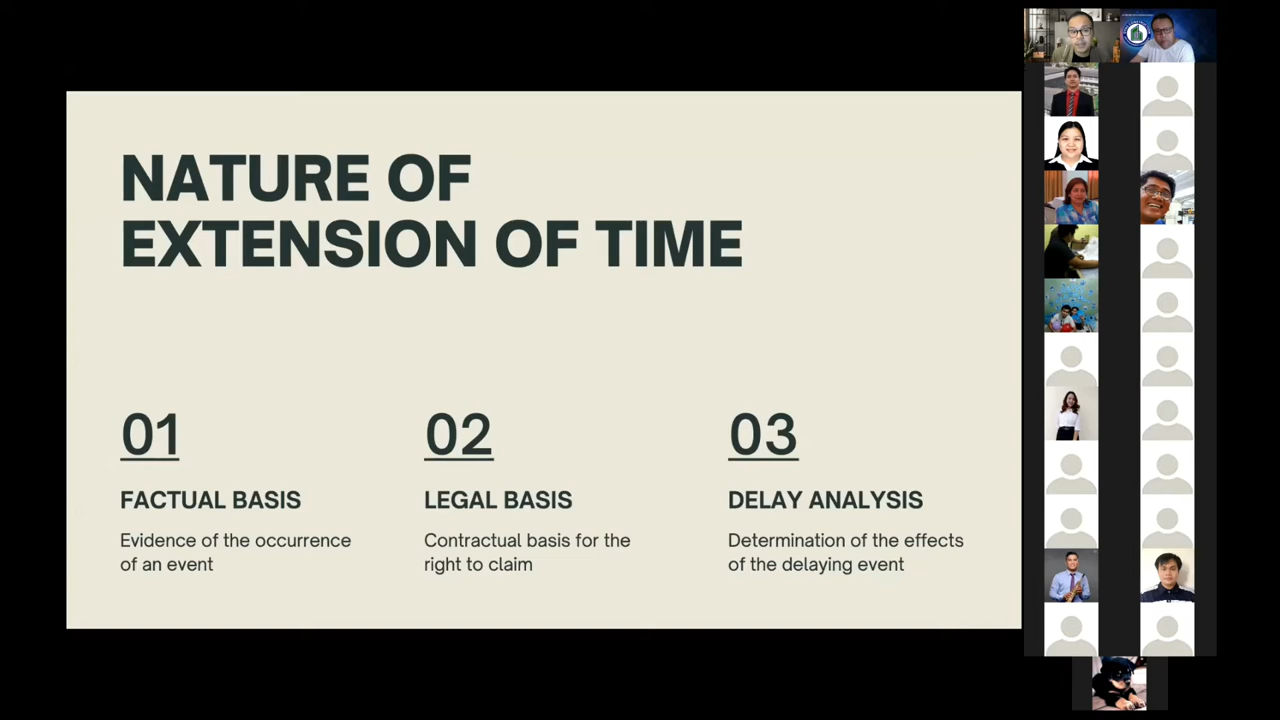 NATURE OF
EXTENSION OF TIME
01
FACTUAL BASIS
Evidence of the occurrence
of an event
02
LEGAL BASIS
Contractual basis for the
right to claim
03
DELAY ANALYSIS
Determination of the effects
of the delaying event